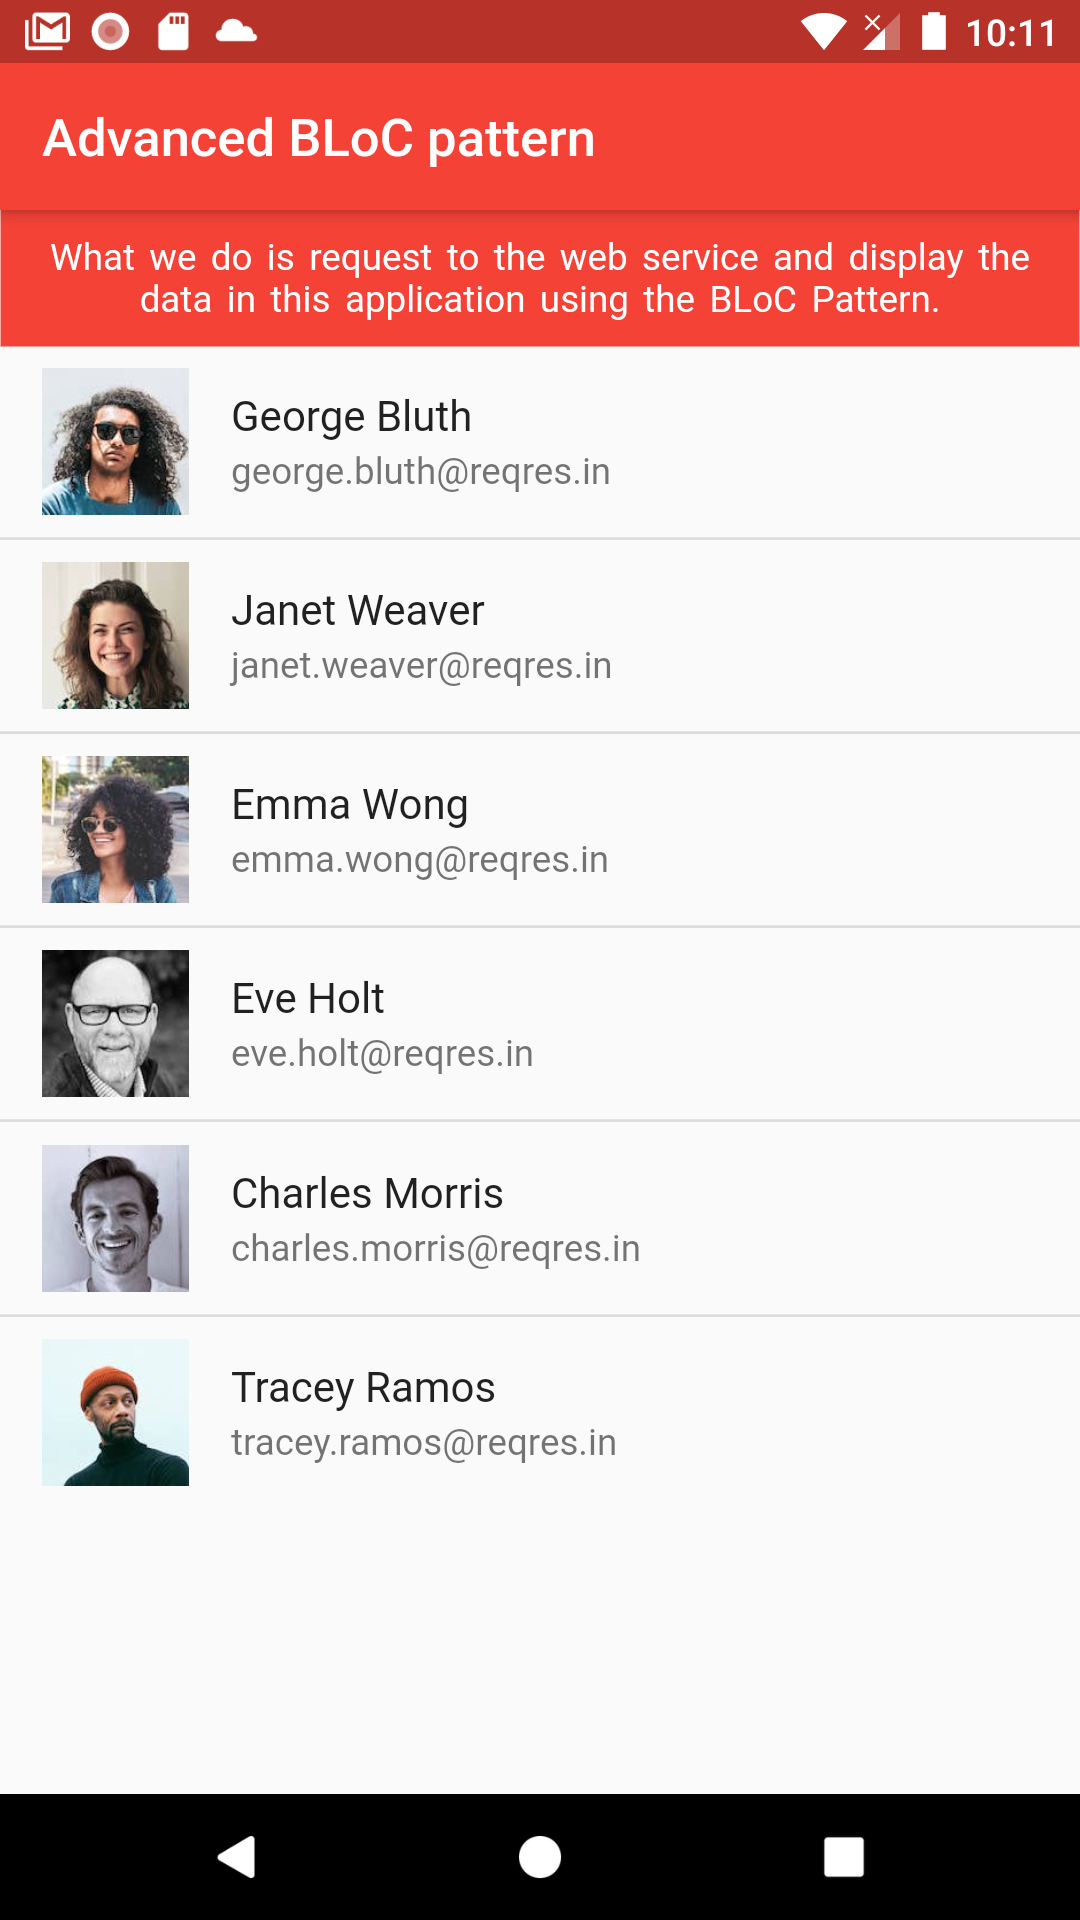 10:11
Advanced BLoC pattern
What we do is request to the web service and display the
data in this application using the BLoC Pattern.
George Bluth
george.bluth@reqres.in
Janet Weaver
janet.weaver@reqres.in
Emma Wong
emma.wong@reqres.in
Eve Holt
eve.holt@reqres.in
Charles Morris
charles.morris@reqres.in
Tracey Ramos
tracey.ramos@reqres.in